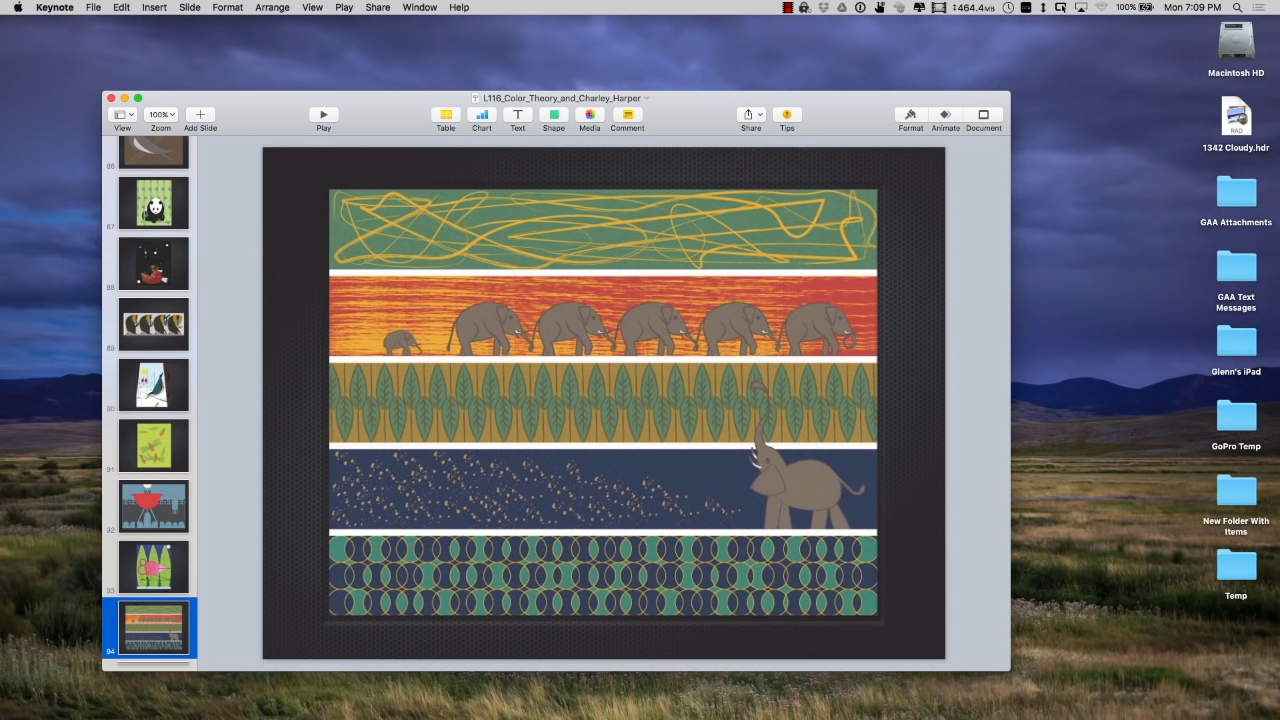 Keynote File Edit Insert Slide Format Arrange View Play Share Window Help
464.4MB 100% Mon 7:09 PM
L116_Color_Theory_and_Charley_Harper
100%
View Zoom Add Slide Play Table Chart Text Shape Media Comment Share Tips Format Animate Document
86
87
88
89
90
91
92
93
94
Macintosh HD
RAD
1342 Cloudy.hdr
GAA Attachments
GAA Text
Messages
Glenn's iPad
GoPro Temp
New Folder With
Items
Temp